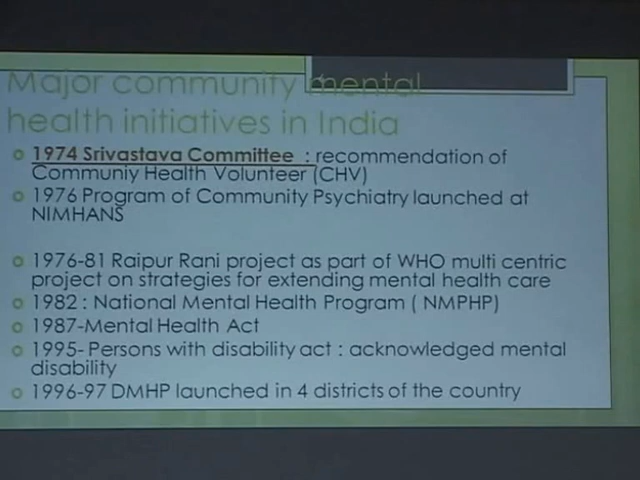 Major community mental
health initiatives in India
1974 Srivastava Committee : recommendation of
Communiy Health Volunteer (CHV)
1976 Program of Community Psychiatry launched at
NIMHANS
1976-81 Raipur Rani project as part of WHO multi centric
project on strategies for extending mental health care
1982 : National Mental Health Program ( NMPHP)
1987-Mental Health Act
1995- Persons with disability act : acknowledged mental
disability
1996-97 DMHP launched in 4 districts of the country